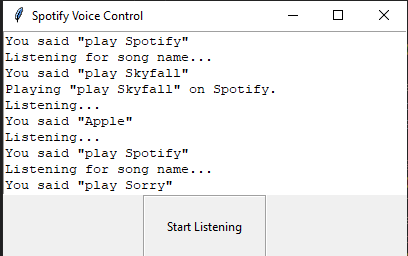 Spotify Voice Control
You said "play Spotify"
Listening for song name...
You said "play Skyfall"
Playing "play Skyfall" on Spotify.
Listening...
You said "Apple"
Listening...
You said "play Spotify"
Listening for song name...
You said "play Sorry"
Start Listening